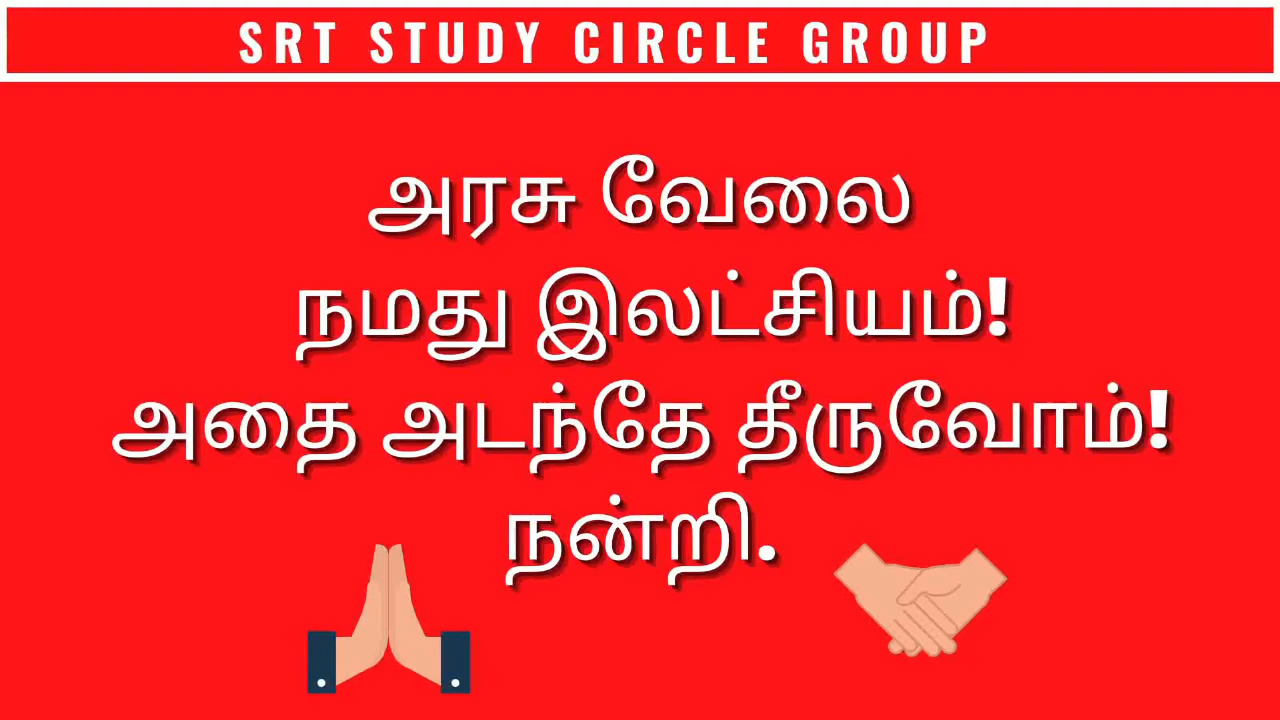 SRT STUDY CIRCLE GROUP
அரசு வேலை
நமது இலட்சியம்!
அதை அடந்தே தீருவோம்!
நன்றி.